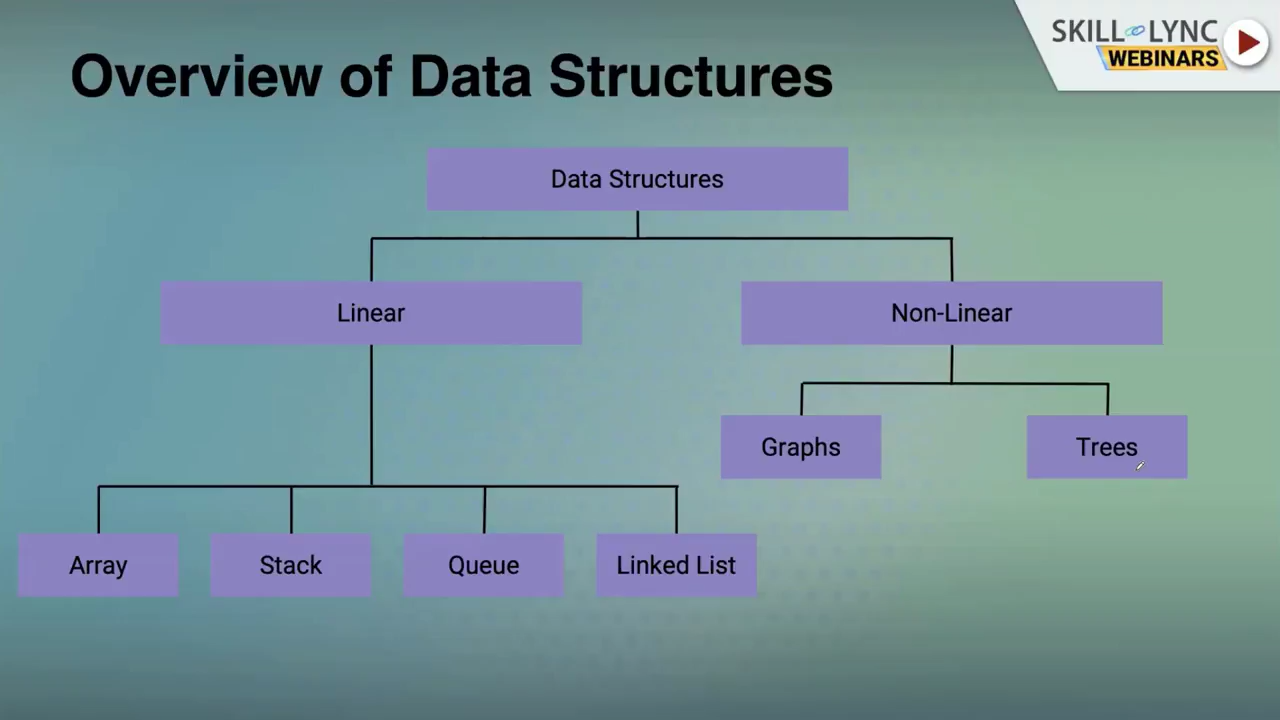 SKILL LYNC
WEBINARS
Overview of Data Structures
Data Structures
Linear
Non-Linear
Graphs
Trees
Array
Stack
Queue
Linked List